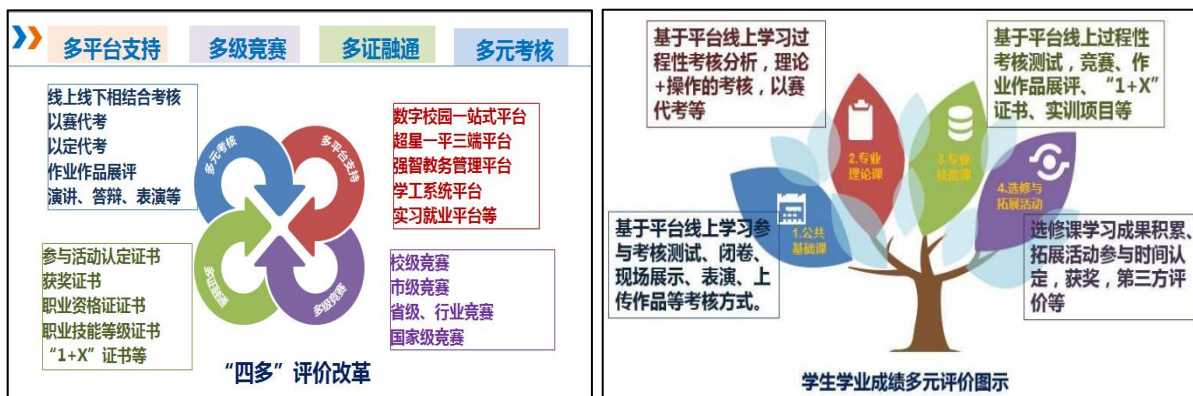 多平台支持
多级竞赛
多证融通
多元考核
线上线下相结合考核
以赛代考
以定代考
作业作品展评
演讲、答辩、表演等
多元考核
多平台支持
多证融通
多级竞赛
数字校园一站式平台
超星一平三端平台
强智教务管理平台
学工系统平台
实习就业平台等
参与活动认定证书
获奖证书
职业资格证证书
职业技能等级证书
“1+X”证书等
校级竞赛
市级竞赛
省级、行业竞赛
国家级竞赛
“四多”评价改革
基于平台线上学习过
程性考核分析，理论
+操作的考核，以赛
代考等
基于平台线上过程性
考核测试，竞赛、作
业作品展评、“1+X”
证书、实训项目等
2.专业
理论课
3.专业
技能课
4.选修与
拓展活动
1.公共
基础课
基于平台线上学习参
与考核测试、闭卷、
现场展示、表演、上
传作品等考核方式。
选修课学习成果积累、
拓展活动参与时间认
定，获奖，第三方评
价等
学生学业成绩多元评价图示